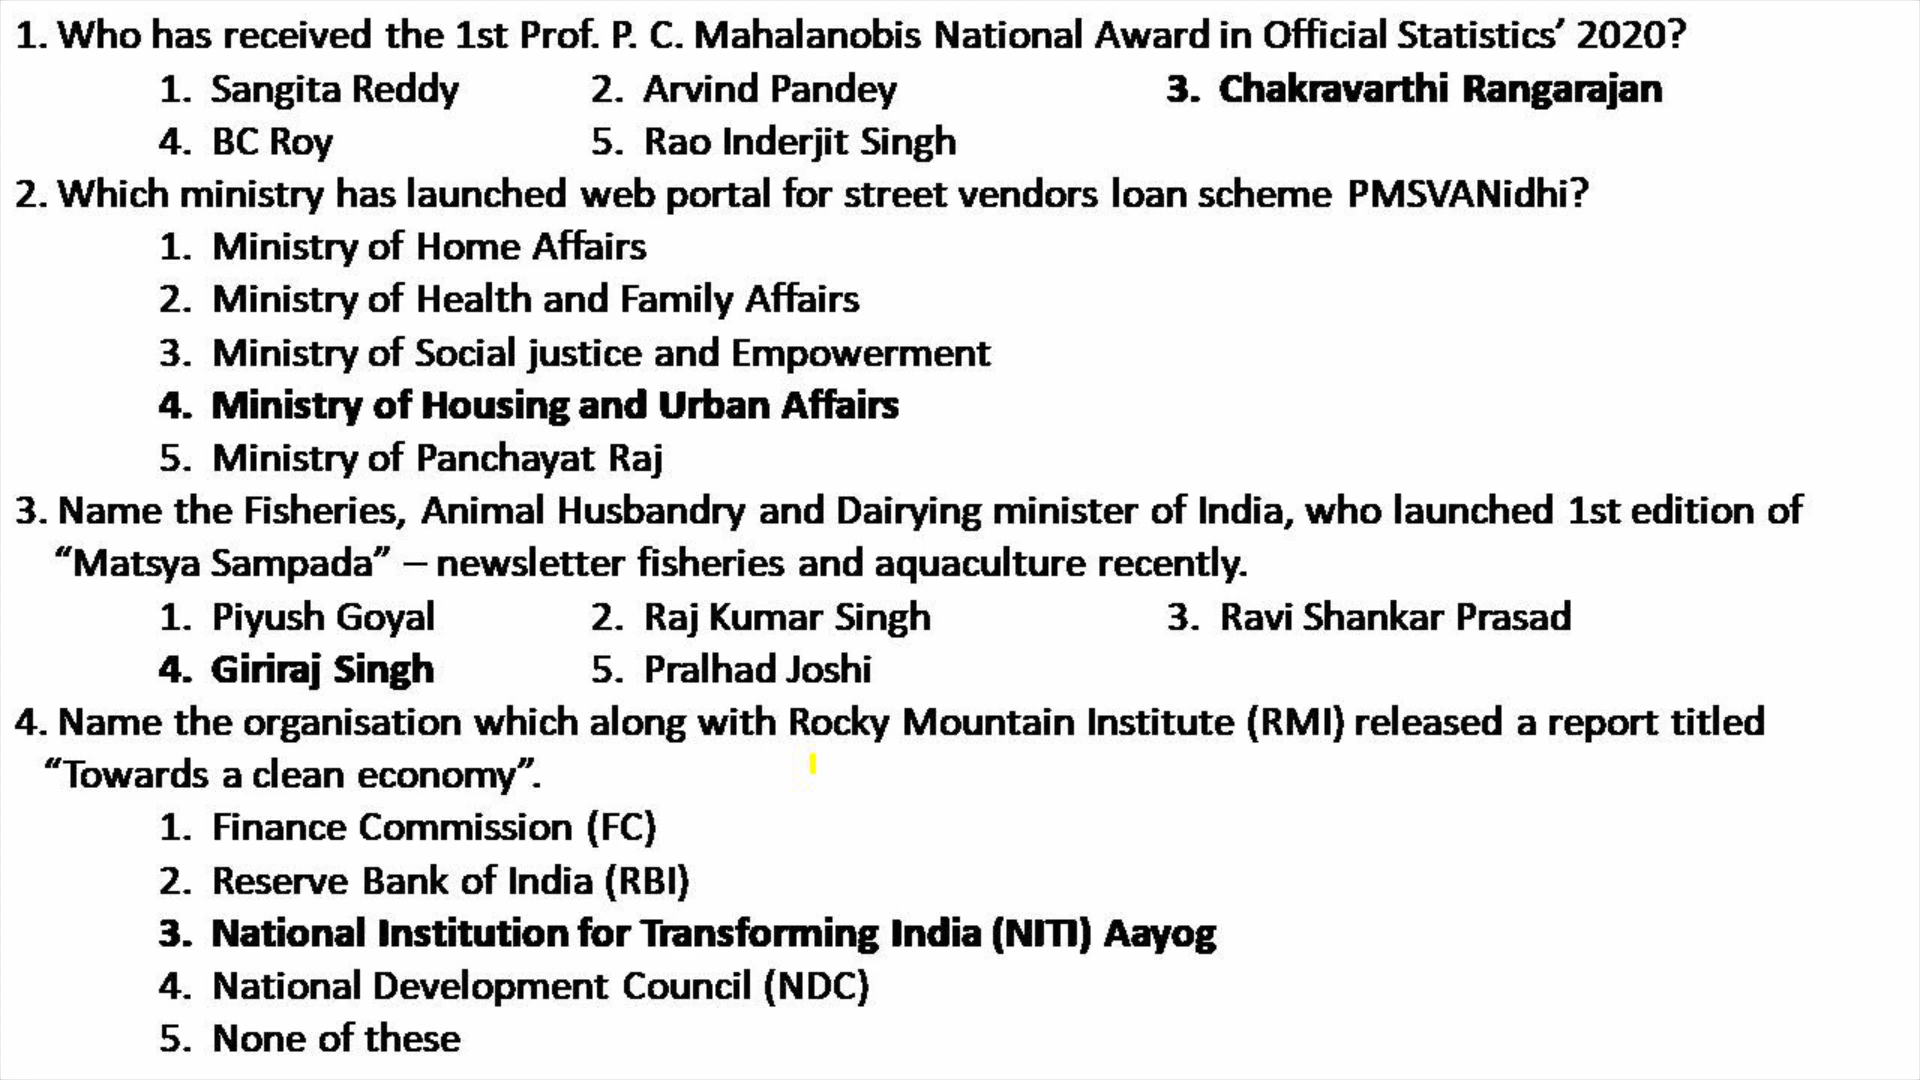 1. Who has received the 1st Prof. P. C. Mahalanobis National Award in Official Statistics’ 2020?
1. Sangita Reddy 2. Arvind Pandey 3. Chakravarthi Rangarajan
4. BC Roy 5. Rao Inderjit Singh
2. Which ministry has launched web portal for street vendors loan scheme PMSVANidhi?
1. Ministry of Home Affairs
2. Ministry of Health and Family Affairs
3. Ministry of Social justice and Empowerment
4. Ministry of Housing and Urban Affairs
5. Ministry of Panchayat Raj
3. Name the Fisheries, Animal Husbandry and Dairying minister of India, who launched 1st edition of
“Matsya Sampada” – newsletter fisheries and aquaculture recently.
1. Piyush Goyal 2. Raj Kumar Singh 3. Ravi Shankar Prasad
4. Giriraj Singh 5. Pralhad Joshi
4. Name the organisation which along with Rocky Mountain Institute (RMI) released a report titled
“Towards a clean economy”.
1. Finance Commission (FC)
2. Reserve Bank of India (RBI)
3. National Institution for Transforming India (NITI) Aayog
4. National Development Council (NDC)
5. None of these